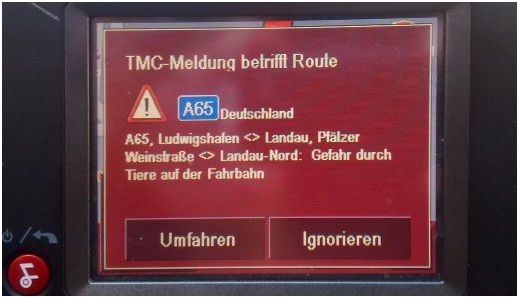 TMC-Meldung betrifft Route
A65 Deutschland
A65, Ludwigshafen <> Landau, Pfälzer
Weinstraße <> Landau-Nord: Gefahr durch
Tiere auf der Fahrbahn
Umfahren Ignorieren